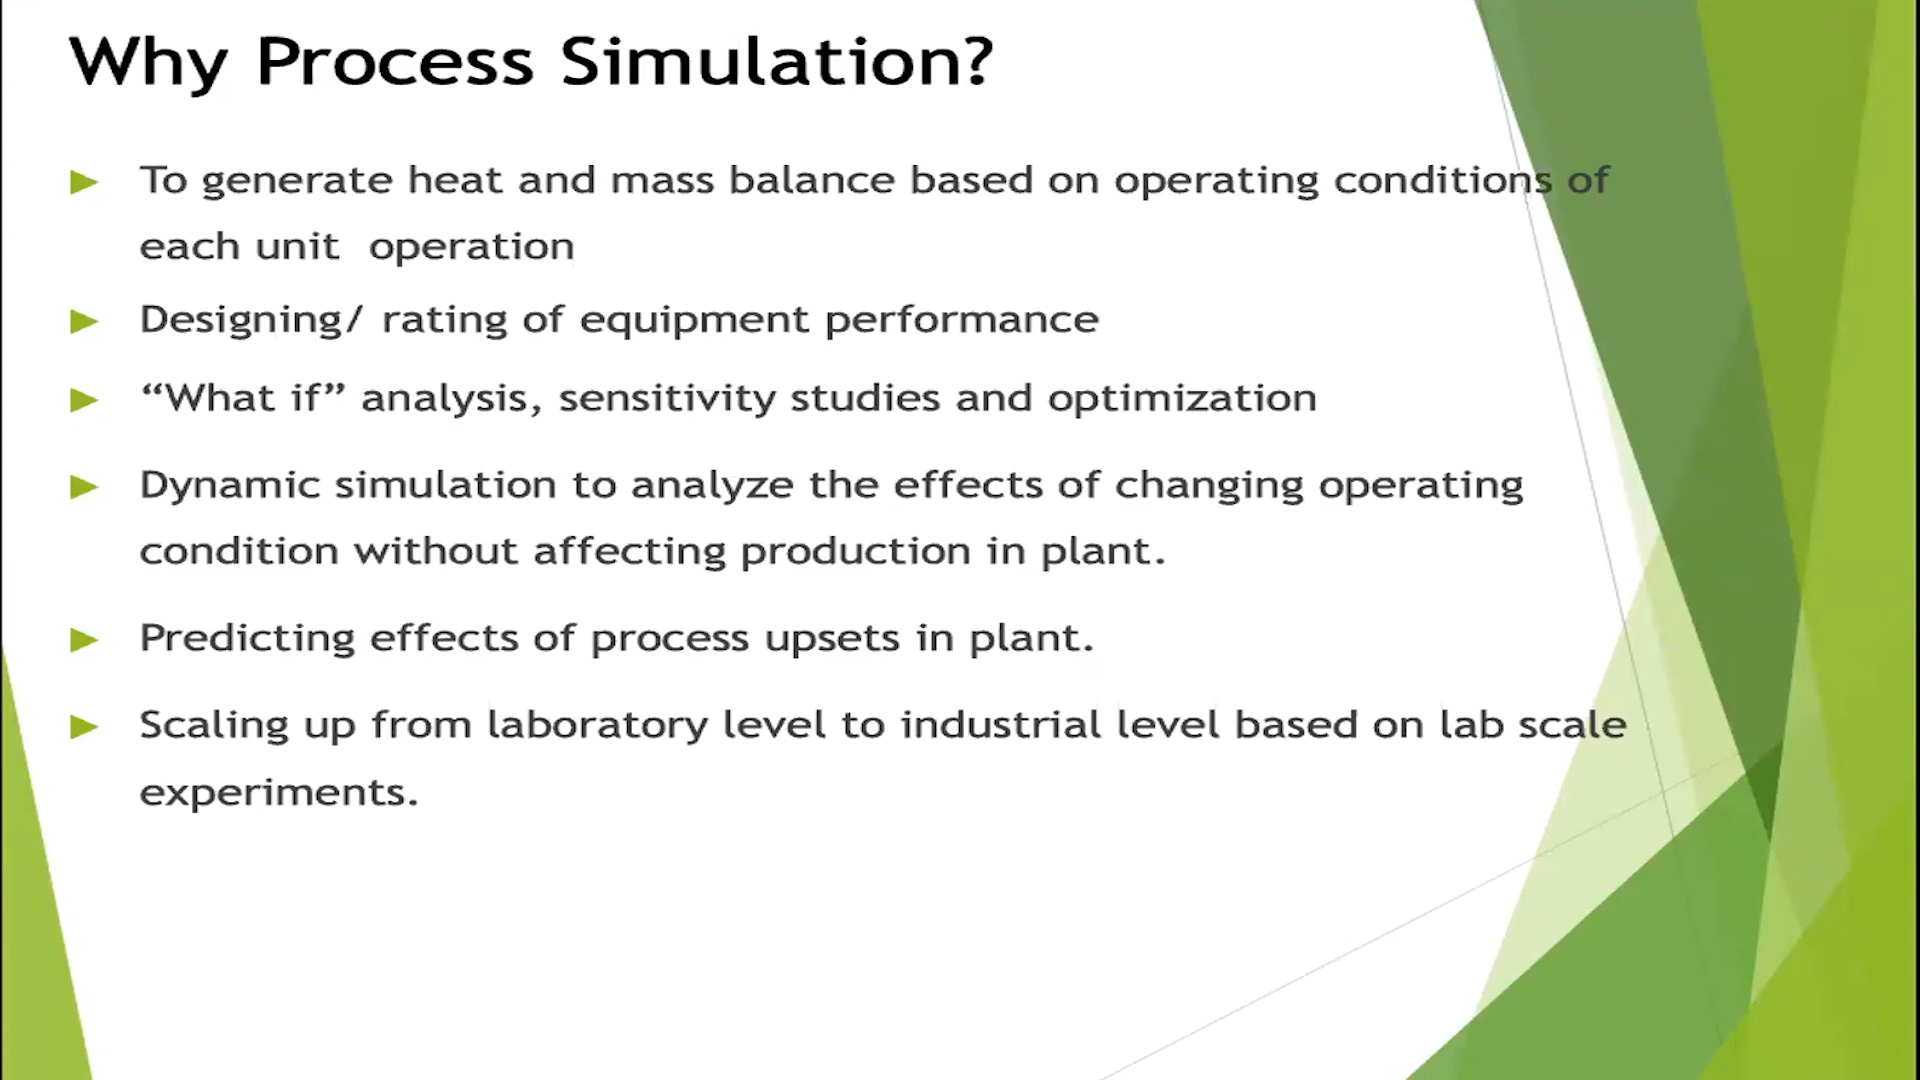 Why Process Simulation?
► To generate heat and mass balance based on operating conditions of
each unit  operation
► Designing/ rating of equipment performance
► “What if” analysis, sensitivity studies and optimization
► Dynamic simulation to analyze the effects of changing operating
condition without affecting production in plant.
► Predicting effects of process upsets in plant.
► Scaling up from laboratory level to industrial level based on lab scale
experiments.